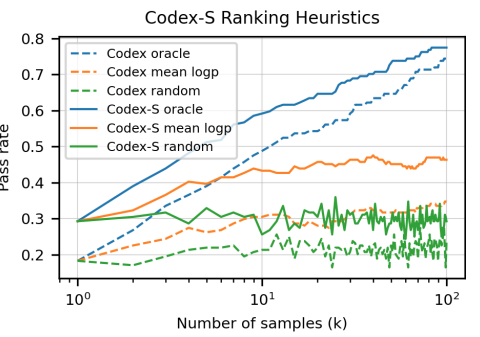 Codex-S Ranking Heuristics
0.8
0.7
0.6
0.5
0.4
0.3
0.2
Pass rate
Codex oracle
Codex mean logp
Codex random
Codex-S oracle
Codex-S mean logp
Codex-S random
10⁰
10¹
10²
Number of samples (k)